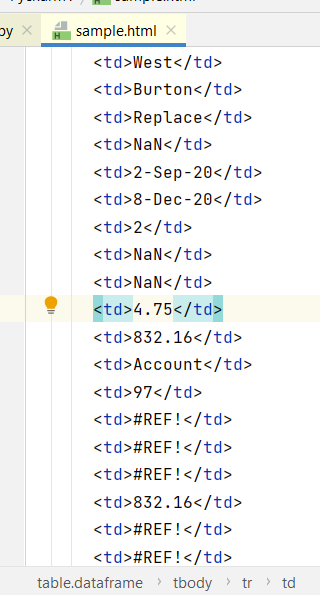 py
sample.html
<td>West</td>
<td>Burton</td>
<td>Replace</td>
<td>NaN</td>
<td>2-Sep-20</td>
<td>8-Dec-20</td>
<td>2</td>
<td>NaN</td>
<td>NaN</td>
<td>4.75</td>
<td>832.16</td>
<td>Account</td>
<td>97</td>
<td>#REF!</td>
<td>#REF!</td>
<td>#REF!</td>
<td>832.16</td>
<td>#REF!</td>
<td>#REF!</td>
table.dataframe › tbody › tr › td